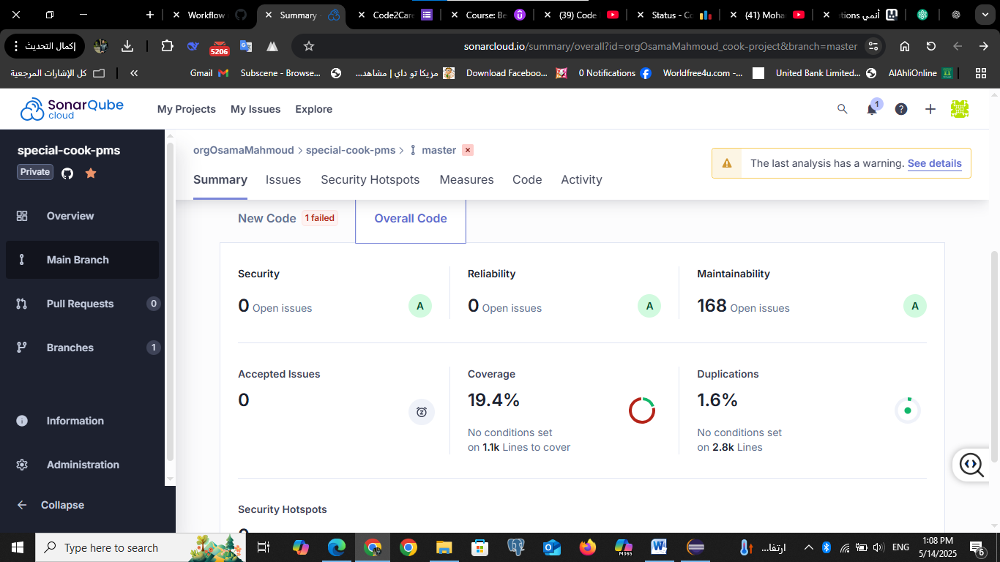 Workflow
Summary
Code2Care
Course: Be
(39) Code
Status - Co
(41) Moha
أنمي ations
إكمال التحديث
5206
sonarcloud.io/summary/overall?id=orgOsamaMahmoud_cook-project&branch=master
كل الإشارات المرجعية
Gmail
Subscene - Browse...
مزيكا تو داي | مشاهد...
Download Faceboo...
0 Notifications
Worldfree4u.com -...
United Bank Limited...
AlAhliOnline
SonarQube
cloud
My Projects
My Issues
Explore
1
special-cook-pms
Private
Overview
Main Branch
Pull Requests 0
Branches 1
Information
Administration
Collapse
orgOsamaMahmoud > special-cook-pms > master
The last analysis has a warning. See details
Summary
Issues
Security Hotspots
Measures
Code
Activity
New Code 1 failed
Overall Code
Security
0 Open issues A
Reliability
0 Open issues A
Maintainability
168 Open issues A
Accepted Issues
0
Coverage
19.4%
No conditions set
on 1.1k Lines to cover
Duplications
1.6%
No conditions set
on 2.8k Lines
Security Hotspots
Type here to search
M365
ارتفا...
ENG
1:08 PM
5/14/2025
6